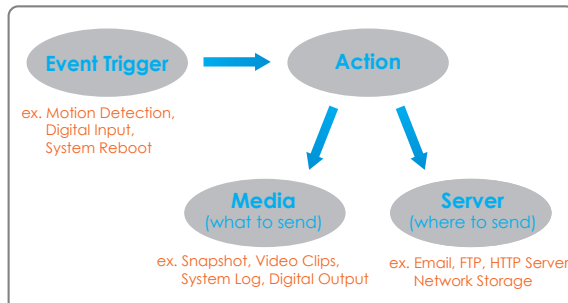 Event Trigger
Action
ex. Motion Detection,
Digital Input,
System Reboot
Media
(what to send)
Server
(where to send)
ex. Snapshot, Video Clips,
System Log, Digital Output
ex. Email, FTP, HTTP Server
Network Storage